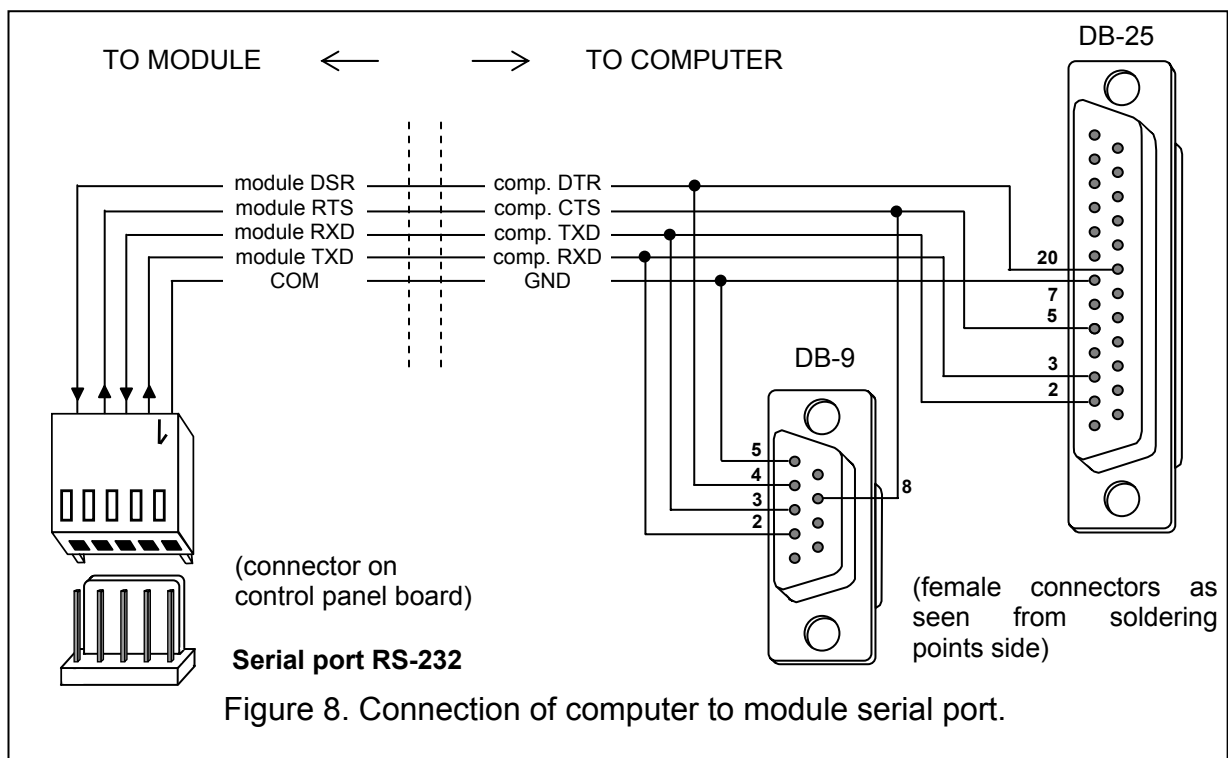 TO MODULE
TO COMPUTER
DB-25
module DSR
comp. DTR
module RTS
comp. CTS
module RXD
comp. TXD
module TXD
comp. RXD
COM
GND
20
7
5
3
2
DB-9
5
4
3
2
8
(connector on
control panel board)
Serial port RS-232
(female connectors as
seen from soldering
points side)
Figure 8. Connection of computer to module serial port.